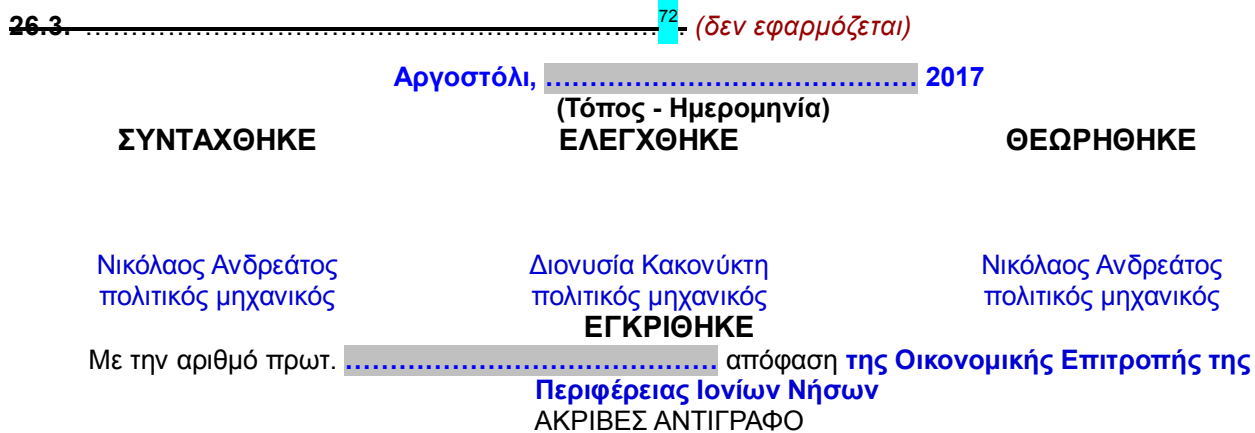 26.3. ……………………………………………………………72. (δεν εφαρμόζεται)
Αργοστόλι, …………………………………… 2017
(Τόπος - Ημερομηνία)
ΣΥΝΤΑΧΘΗΚΕ ΕΛΕΓΧΘΗΚΕ ΘΕΩΡΗΘΗΚΕ
Νικόλαος Ανδρεάτος Διονυσία Κακονύκτη Νικόλαος Ανδρεάτος
πολιτικός μηχανικός πολιτικός μηχανικός πολιτικός μηχανικός
ΕΓΚΡΙΘΗΚΕ
Με την αριθμό πρωτ. …………………………………… απόφαση της Οικονομικής Επιτροπής της
Περιφέρειας Ιονίων Νήσων
ΑΚΡΙΒΕΣ ΑΝΤΙΓΡΑΦΟ